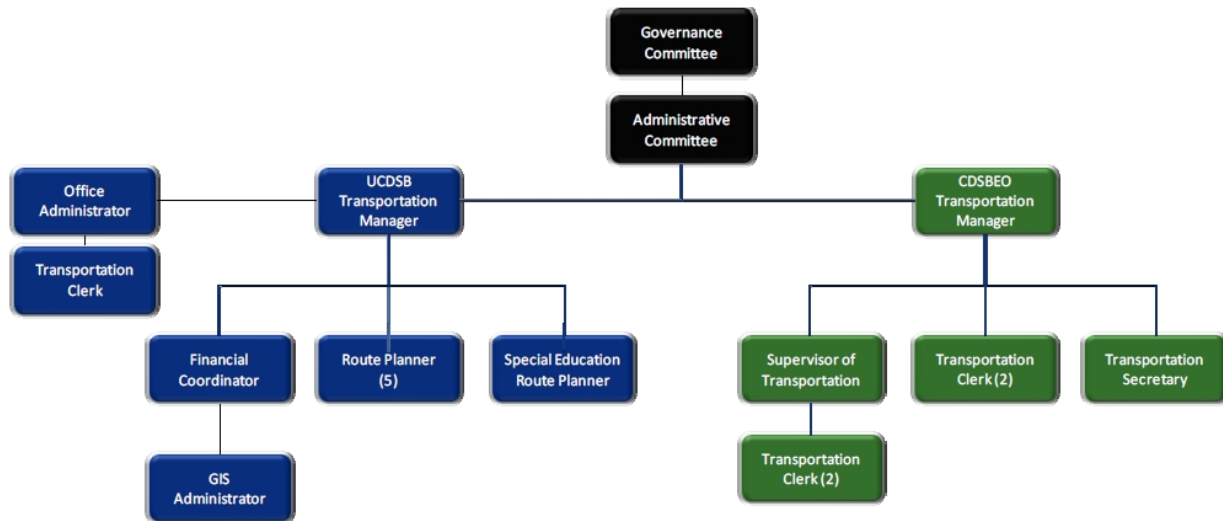 Governance
Committee
Administrative
Committee
Office
Administrator
UCDSB
Transportation
Manager
CDSBEO
Transportation
Manager
Transportation
Clerk
Financial
Coordinator
Route Planner
(5)
Special Education
Route Planner
Supervisor of
Transportation
Transportation
Clerk (2)
Transportation
Secretary
GIS
Administrator
Transportation
Clerk (2)